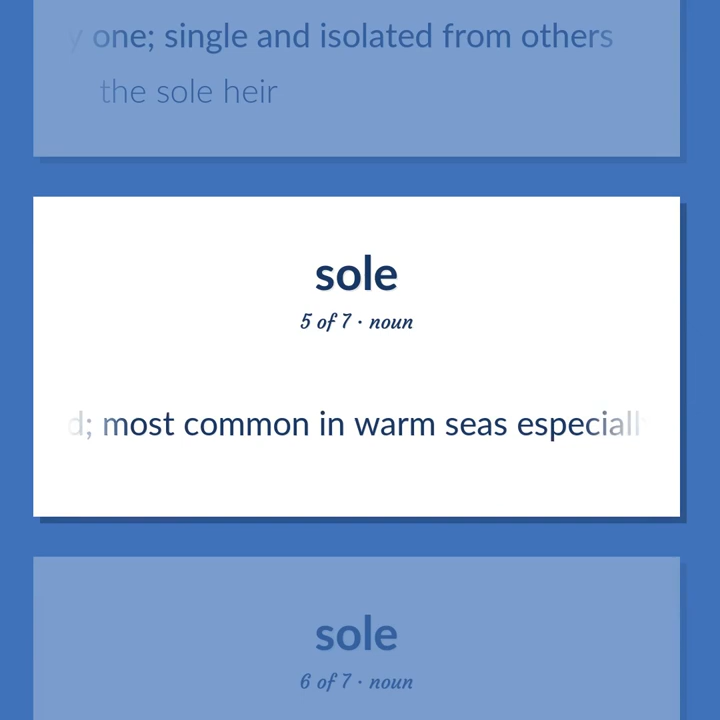 one; single and isolated from others
the sole heir
sole
5 of 7 · noun
most common in warm seas
sole
6 of 7 · noun